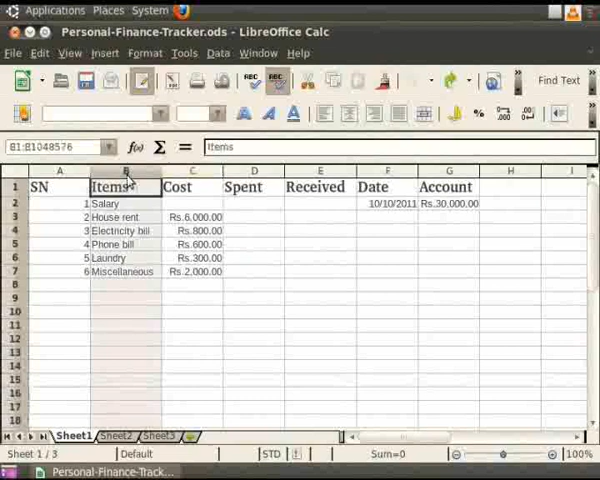 Applications Places System
Personal-Finance-Tracker.ods - LibreOffice Calc
File Edit View Insert Format Tools Data Window Help
ABC ABC Find Text
A A A %
B1:B1048576 f(x) Σ = Items
A B C D E F G H I
1 SN Items Cost Spent Received Date Account
2 1 Salary 10/10/2011 Rs.30,000.00
3 2 House rent Rs.6,000.00
4 3 Electricity bill Rs.800.00
5 4 Phone bill Rs.600.00
6 5 Laundry Rs.300.00
7 6 Miscellaneous Rs.2,000.00
8
9
10
11
12
13
14
15
16
17
18
Sheet1 Sheet2 Sheet3
Sheet 1 / 3 Default STD Sum=0 100%
Personal-Finance-Track...